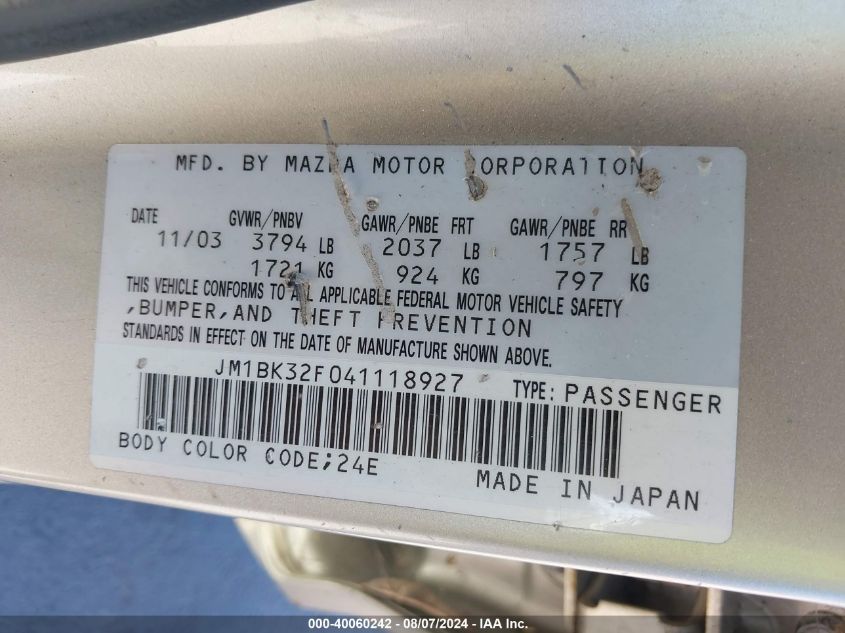 MFD. BY MAZDA MOTOR CORPORATION
DATE GVWR/PNBV GAWR/PNBE FRT GAWR/PNBE RR
11/03 3794 LB 2037 LB 1757 LB
1721 KG 924 KG 797 KG
THIS VEHICLE CONFORMS TO ALL APPLICABLE FEDERAL MOTOR VEHICLE SAFETY
,BUMPER,AND THEFT PREVENTION
STANDARDS IN EFFECT ON THE DATE OF MANUFACTURE SHOWN ABOVE.
JM1BK32F041118927 TYPE: PASSENGER
BODY COLOR CODE;24E
MADE IN JAPAN
000-40060242 - 08/07/2024 - IAA Inc.